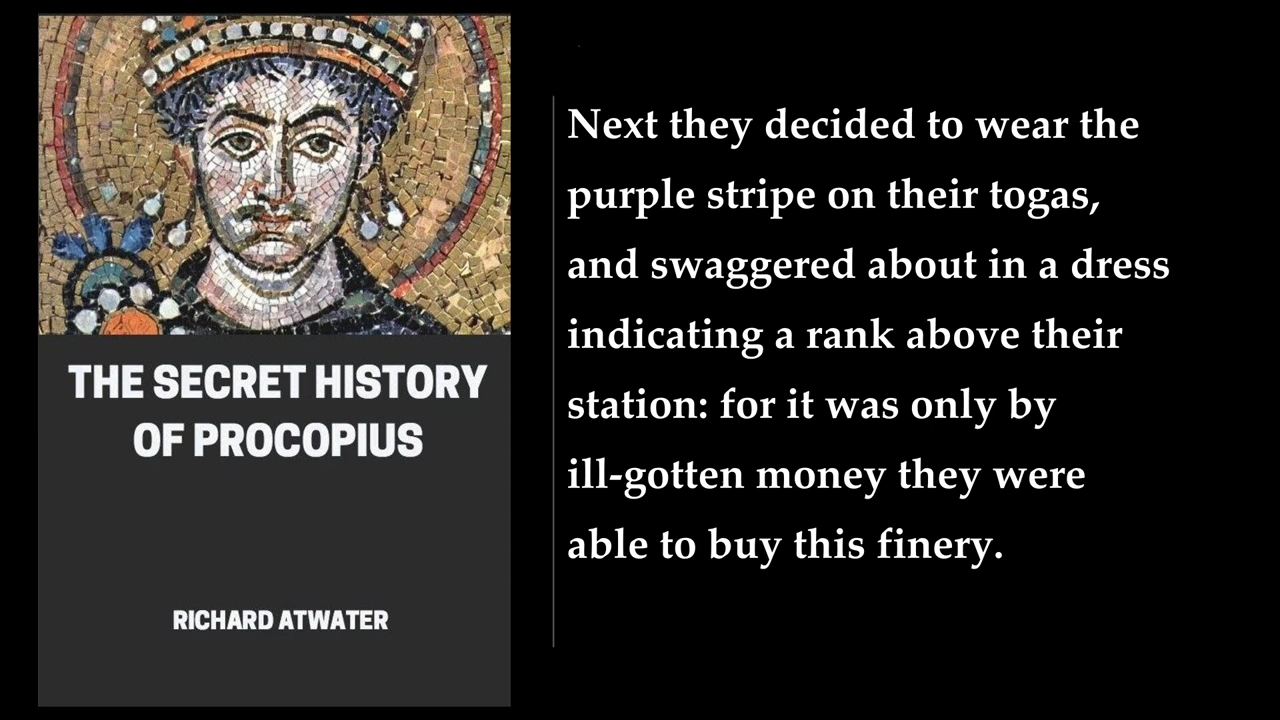 THE SECRET HISTORY
OF PROCOPIUS
RICHARD ATWATER
Next they decided to wear the
purple stripe on their togas,
and swaggered about in a dress
indicating a rank above their
station: for it was only by
ill-gotten money they were
able to buy this finery.